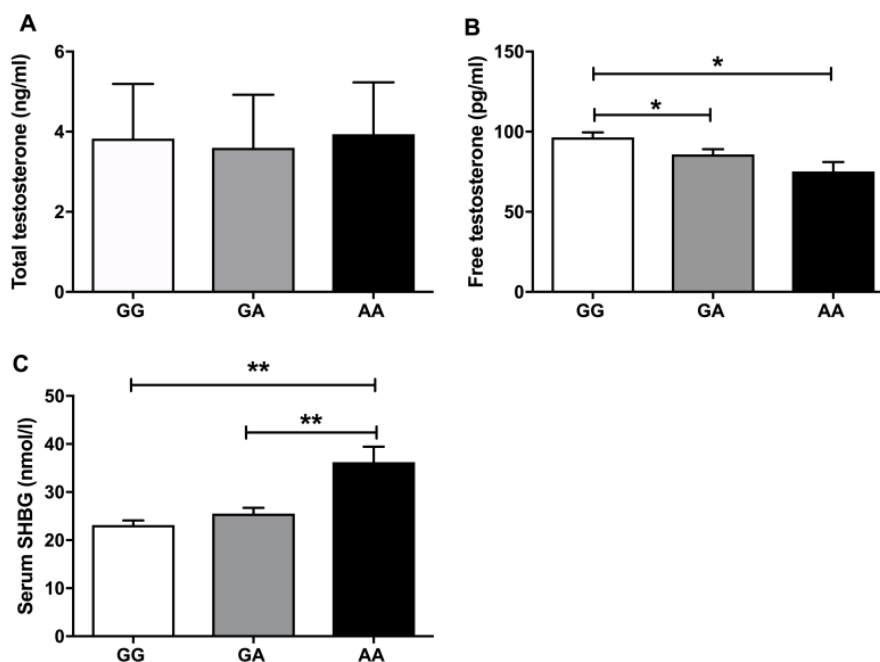 A
Total testosterone (ng/ml)
6
4
2
0
GG GA AA
B
Free testosterone (pg/ml)
150
100
50
0
*
*
GG GA AA
C
Serum SHBG (nmol/l)
50
40
30
20
10
0
**
**
GG GA AA